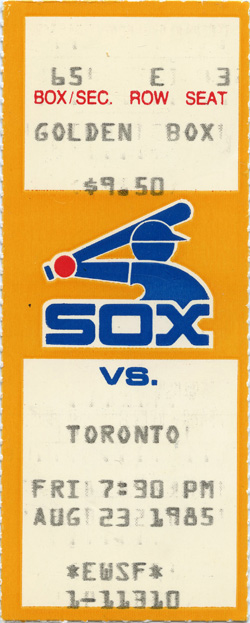 65 E 3
BOX/SEC. ROW SEAT
GOLDEN BOX
$9.50
SOX
VS.
TORONTO
FRI 7:30 PM
AUG 23 1985
*EWSF*
1-11310